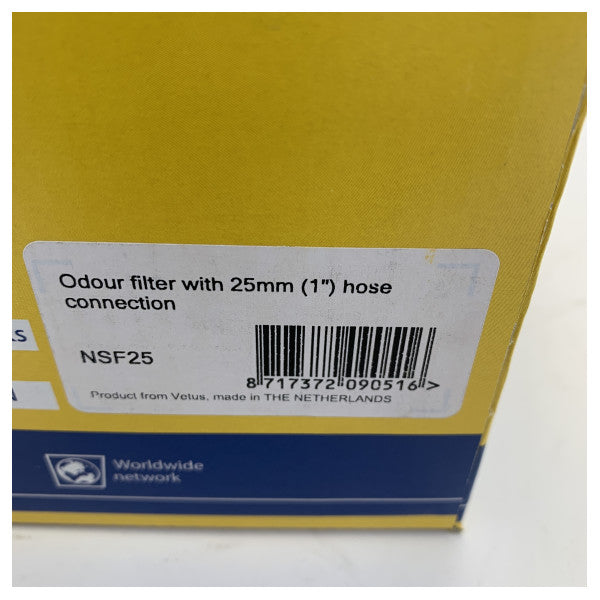 Odour filter with 25mm (1") hose
connection
NSF25
8 717372 090516 >
Product from Vetus, made in THE NETHERLANDS
Worldwide
network